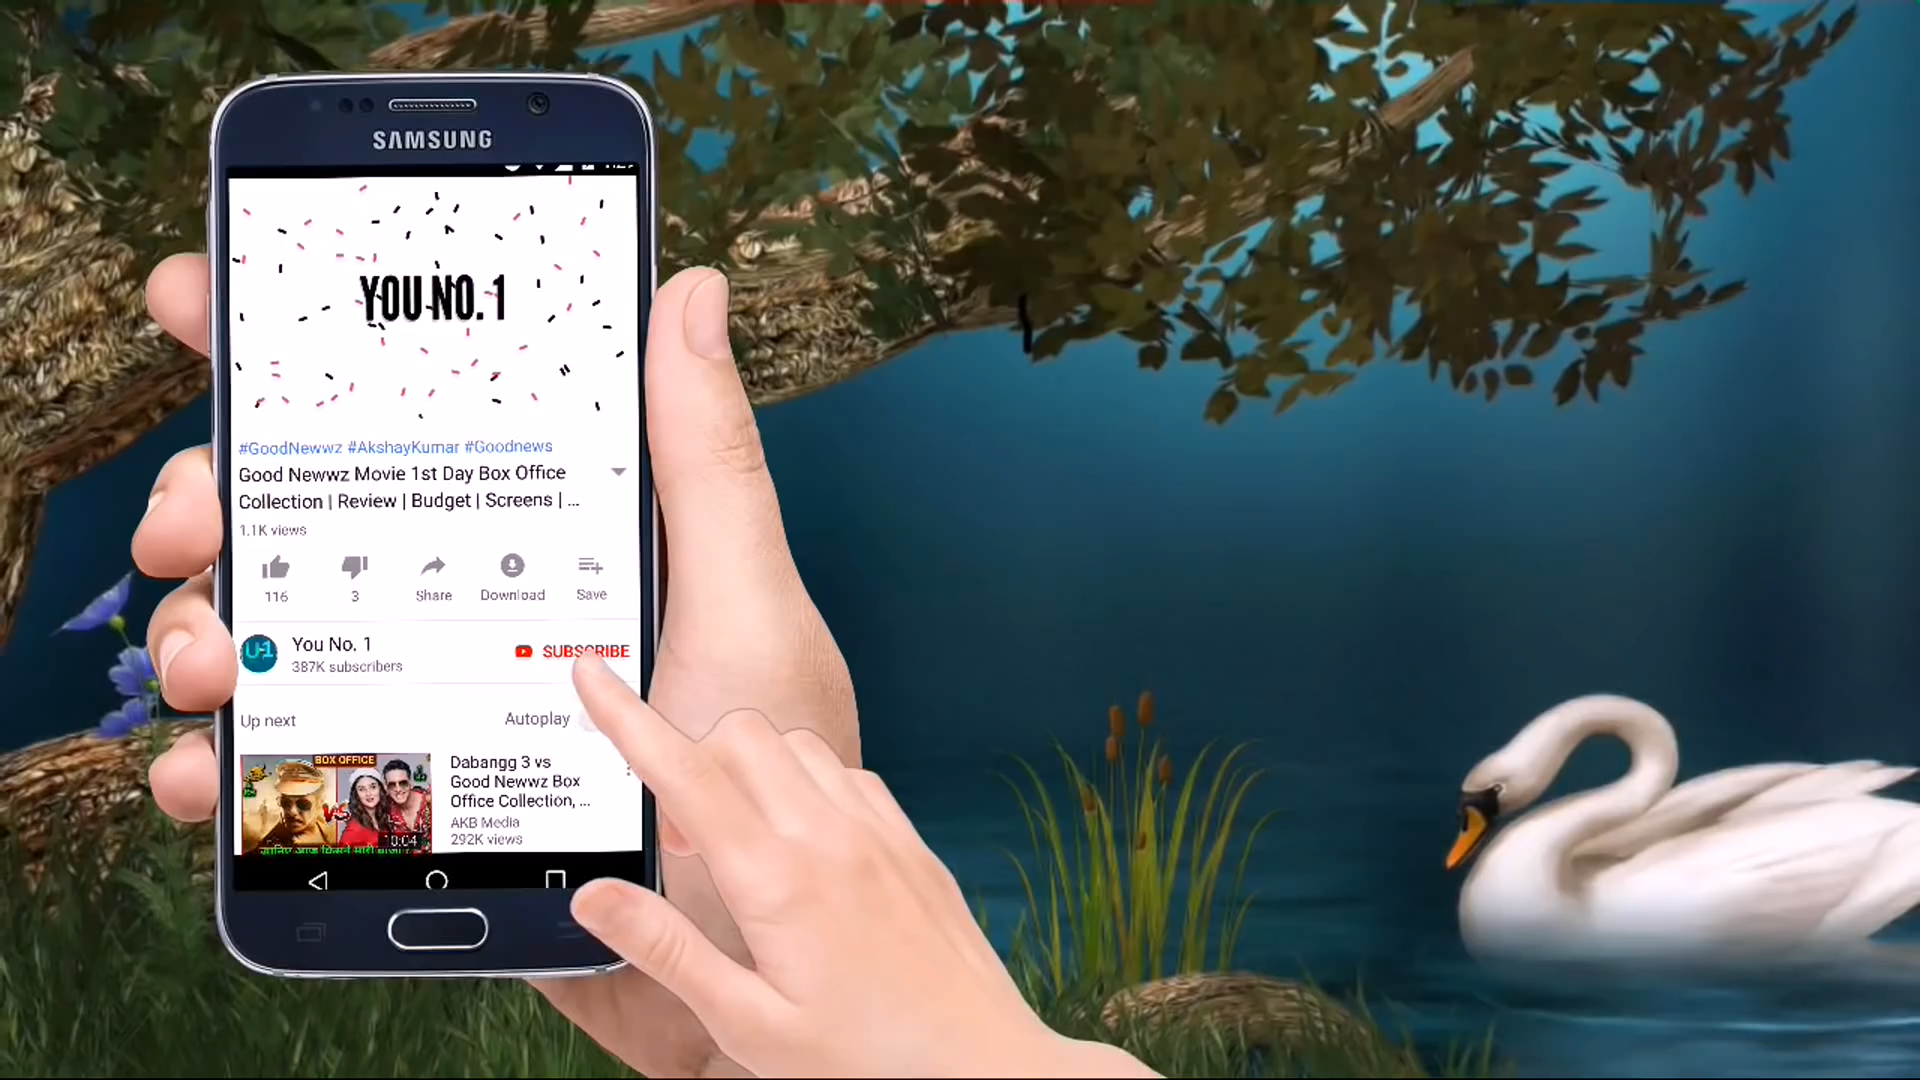 SAMSUNG
YOU NO. 1
#GoodNewwz #AkshayKumar #Goodnews
Good Newwz Movie 1st Day Box Office
Collection | Review | Budget | Screens | ...
1.1K views
116
3
Share
Download
Save
U-1
You No. 1
387K subscribers
SUBSCRIBE
Up next
Autoplay
BOX OFFICE
VS
10:04
Dabangg 3 vs
Good Newwz Box
Office Collection, ...
AKB Media
292K views